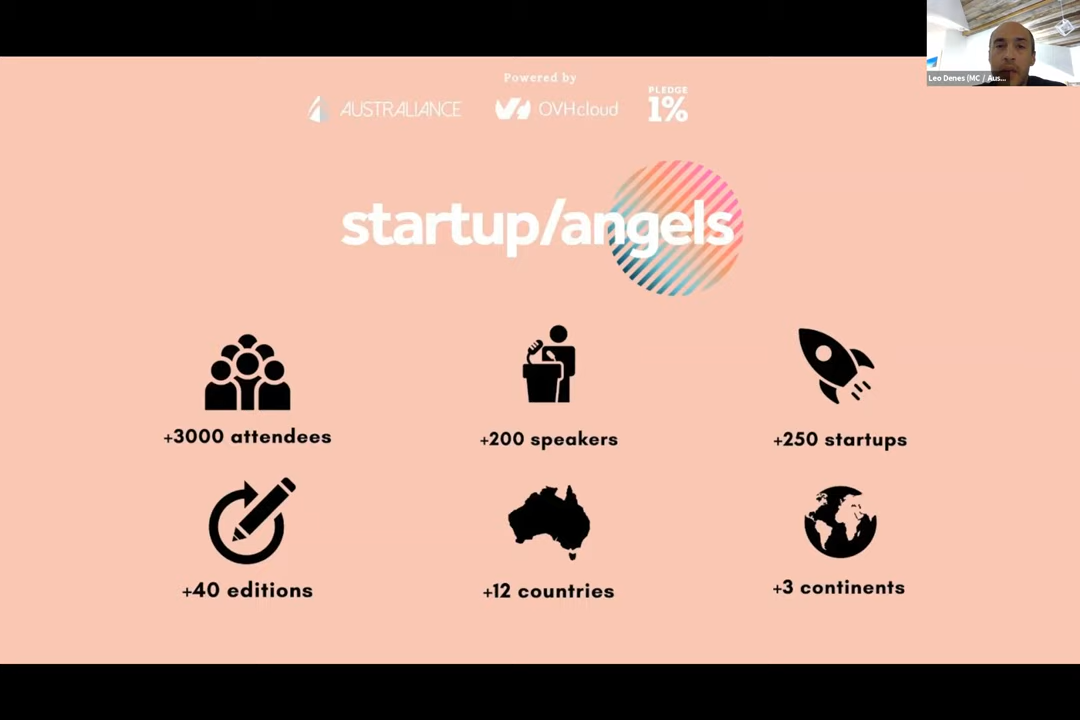 Leo Denes (MC / Aus...
Powered by
AUSTRALIANCE
OVHcloud
PLEDGE
1%
startup/angels
+3000 attendees
+200 speakers
+250 startups
+40 editions
+12 countries
+3 continents